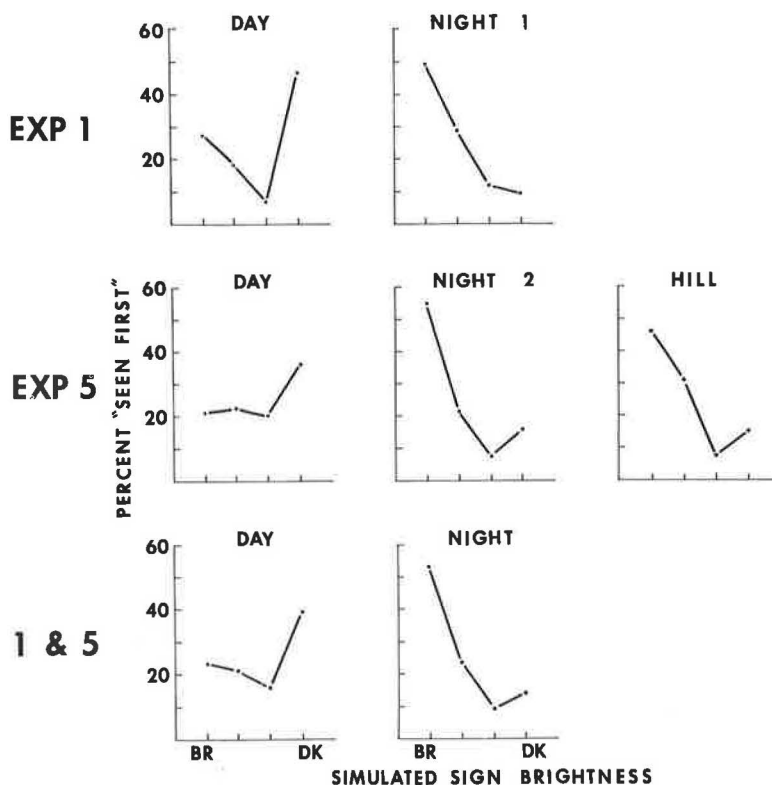 DAY
NIGHT 1
60
40
20
EXP 1
DAY
NIGHT 2
HILL
60
40
20
EXP 5
PERCENT "SEEN FIRST"
DAY
NIGHT
60
40
20
1 & 5
BR DK
BR DK
SIMULATED SIGN BRIGHTNESS